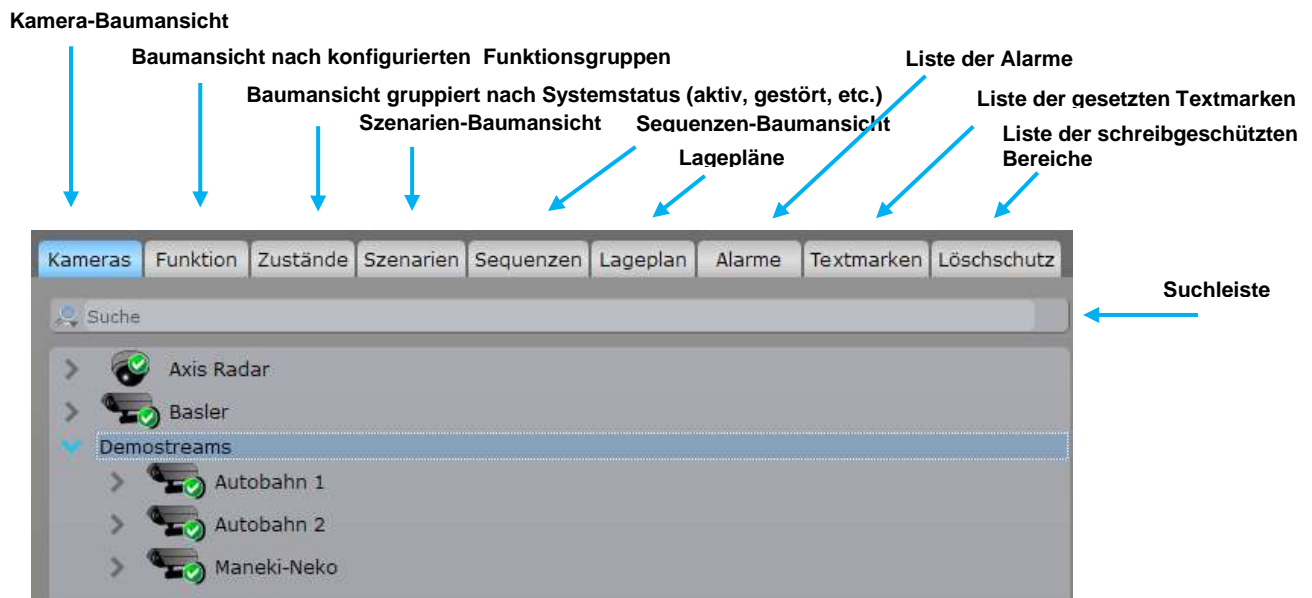 Kamera-Baumansicht
Baumansicht nach konfigurierten Funktionsgruppen
Liste der Alarme
Baumansicht gruppiert nach Systemstatus (aktiv, gestört, etc.)
Liste der gesetzten Textmarken
Szenarien-Baumansicht
Sequenzen-Baumansicht
Liste der schreibgeschützten
Bereiche
Lagepläne
Kameras Funktion Zustände Szenarien Sequenzen Lageplan Alarme Textmarken Löschschutz
Suchleiste
Suche
Axis Radar
Basler
Demostreams
Autobahn 1
Autobahn 2
Maneki-Neko